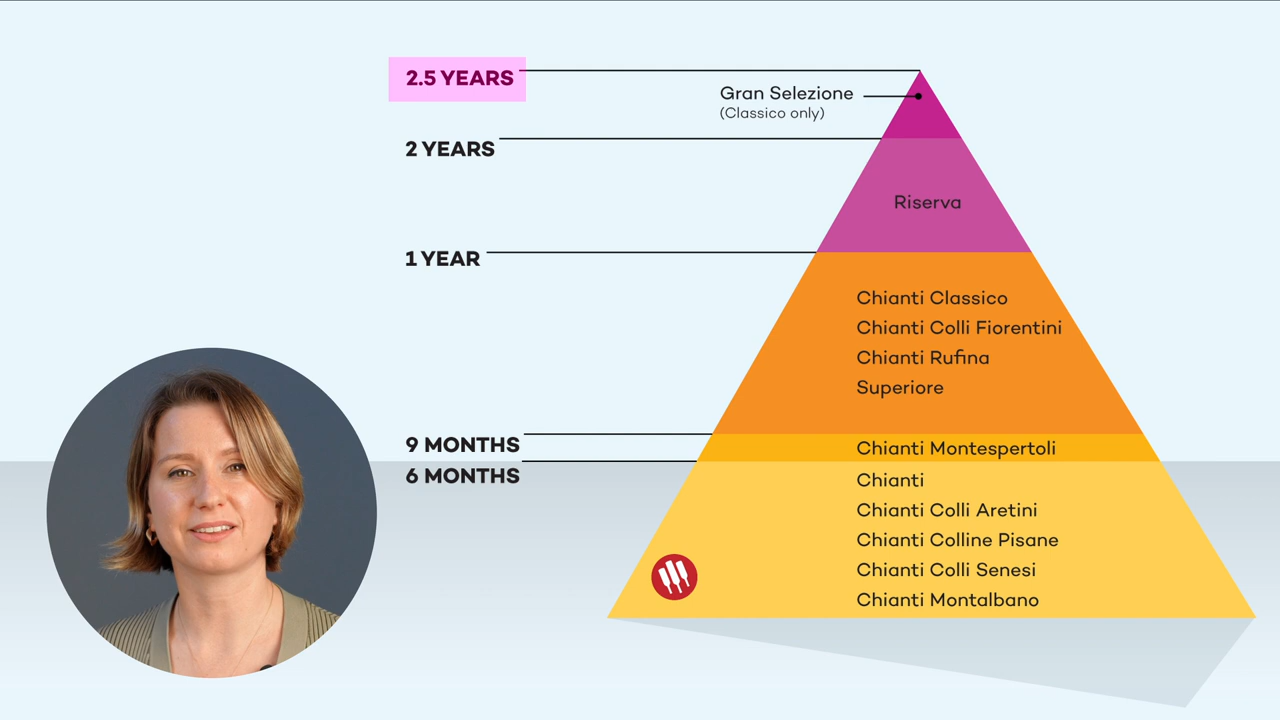 2.5 YEARS
Gran Selezione
(Classico only)
2 YEARS
Riserva
1 YEAR
Chianti Classico
Chianti Colli Fiorentini
Chianti Rufina
Superiore
9 MONTHS
Chianti Montespertoli
6 MONTHS
Chianti
Chianti Colli Aretini
Chianti Colline Pisane
Chianti Colli Senesi
Chianti Montalbano